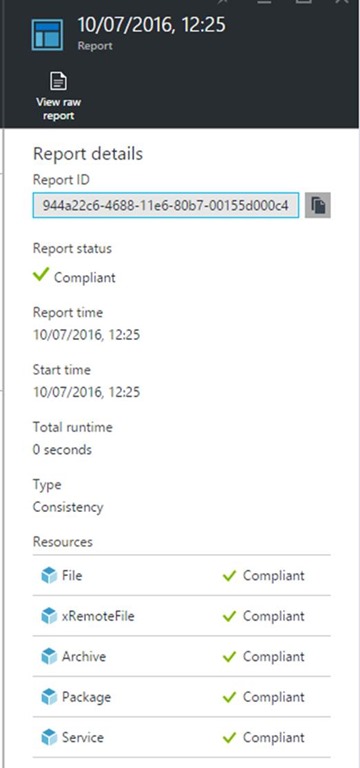 10/07/2016, 12:25
Report
View raw
report
Report details
Report ID
944a22c6-4688-11e6-80b7-00155d000c4
Report status
Compliant
Report time
10/07/2016, 12:25
Start time
10/07/2016, 12:25
Total runtime
0 seconds
Type
Consistency
Resources
File Compliant
xRemoteFile Compliant
Archive Compliant
Package Compliant
Service Compliant